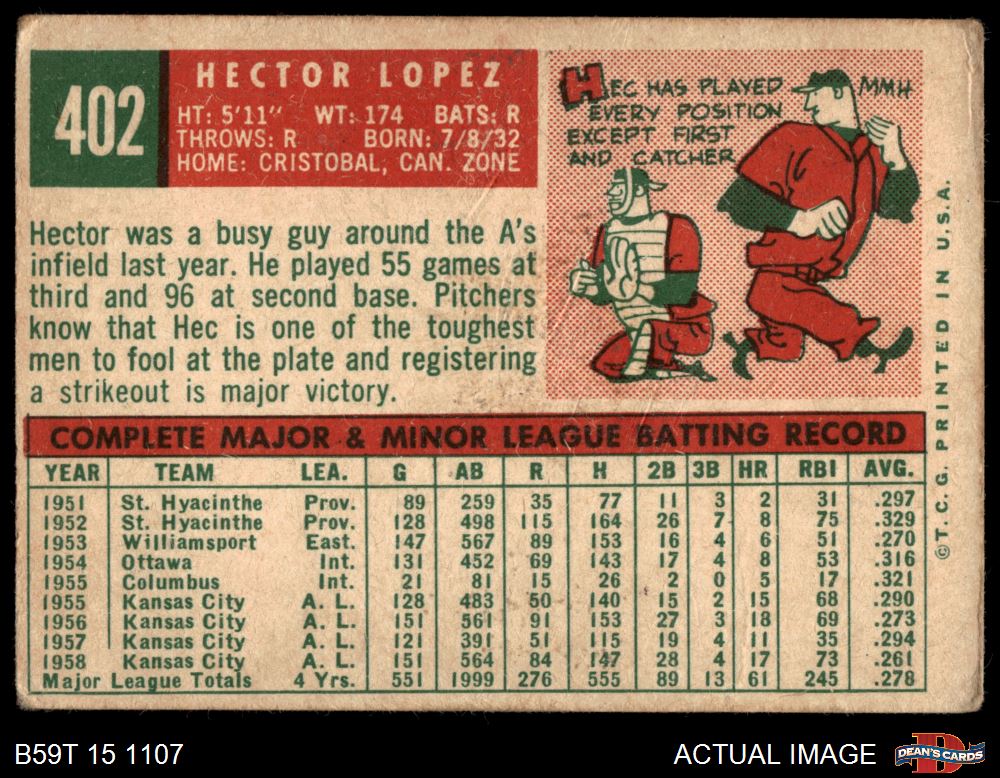 402
HECTOR LOPEZ
HT: 5'11" WT: 174 BATS: R
THROWS: R BORN: 7/8/32
HOME: CRISTOBAL, CAN. ZONE
HEC HAS PLAYED
EVERY POSITION
EXCEPT FIRST
AND CATCHER
MMH
Hector was a busy guy around the A's
infield last year. He played 55 games at
third and 96 at second base. Pitchers
know that Hec is one of the toughest
men to fool at the plate and registering
a strikeout is major victory.
COMPLETE MAJOR & MINOR LEAGUE BATTING RECORD
YEAR TEAM LEA. G AB R H 2B 3B HR RBI AVG.
1951 St. Hyacinthe Prov. 89 259 35 77 11 3 2 31 .297
1952 St. Hyacinthe Prov. 128 498 115 164 26 7 8 75 .329
1953 Williamsport East. 147 567 89 153 16 4 6 51 .270
1954 Ottawa Int. 131 452 69 143 17 4 8 53 .316
1955 Columbus Int. 21 81 15 26 2 0 5 17 .321
1955 Kansas City A. L. 128 483 50 140 15 2 15 68 .290
1956 Kansas City A. L. 151 561 91 153 27 3 18 69 .273
1957 Kansas City A. L. 121 391 51 115 19 4 11 35 .294
1958 Kansas City A. L. 151 564 84 147 28 4 17 73 .261
Major League Totals 4 Yrs. 551 1999 276 555 89 13 61 245 .278
©T. C. G. PRINTED IN U.S.A.
B59T 15 1107
ACTUAL IMAGE
DEAN'S CARDS